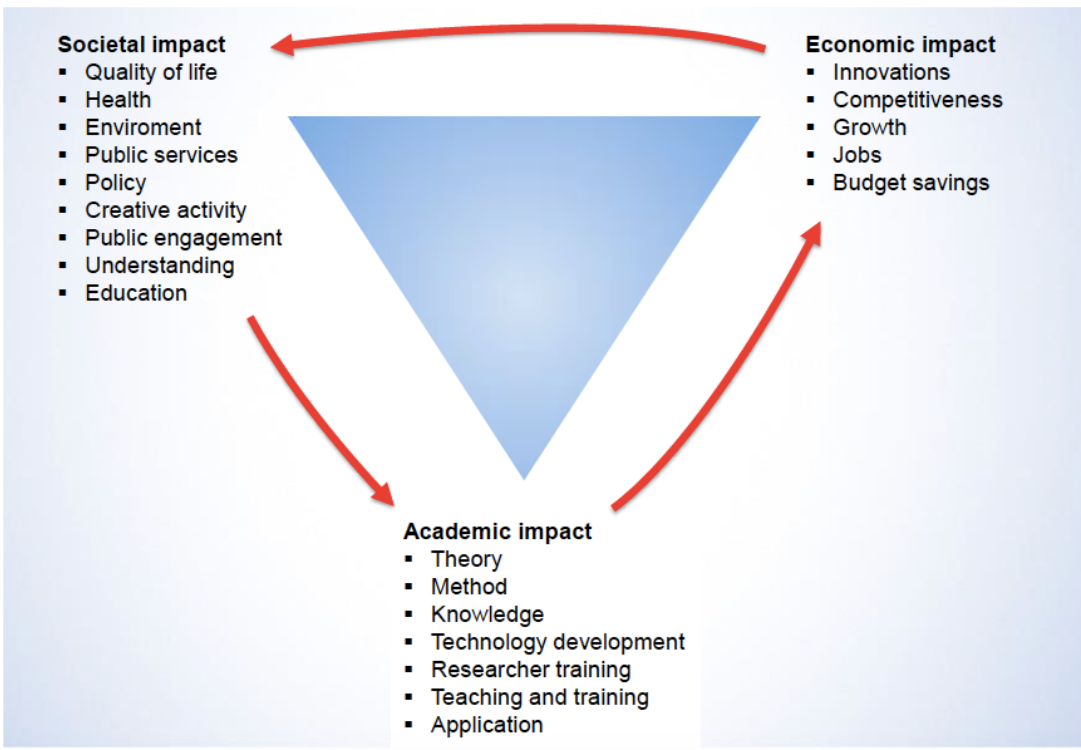 Societal impact
▪ Quality of life
▪ Health
▪ Enviroment
▪ Public services
▪ Policy
▪ Creative activity
▪ Public engagement
▪ Understanding
▪ Education
Economic impact
▪ Innovations
▪ Competitiveness
▪ Growth
▪ Jobs
▪ Budget savings
Academic impact
▪ Theory
▪ Method
▪ Knowledge
▪ Technology development
▪ Researcher training
▪ Teaching and training
▪ Application